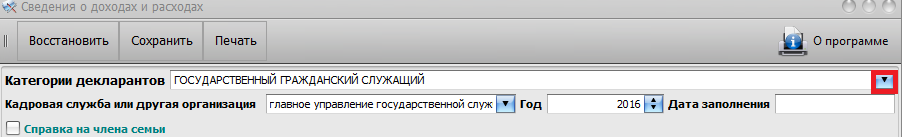 Сведения о доходах и расходах
Восстановить Сохранить Печать О программе
Категории декларантов ГОСУДАРСТВЕННЫЙ ГРАЖДАНСКИЙ СЛУЖАЩИЙ
Кадровая служба или другая организация главное управление государственной служ Год 2016 Дата заполнения
Справка на члена семьи